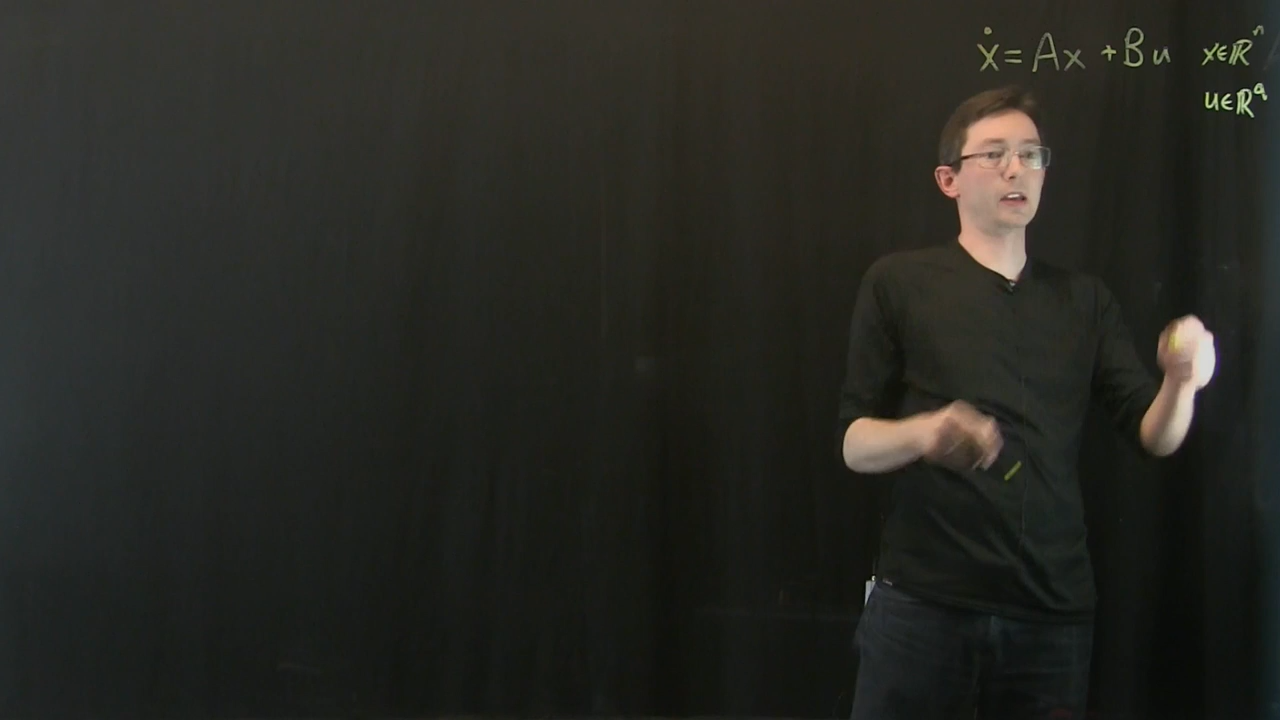 ẋ = Ax + Bu x∈ℝⁿ
u∈ℝ^q